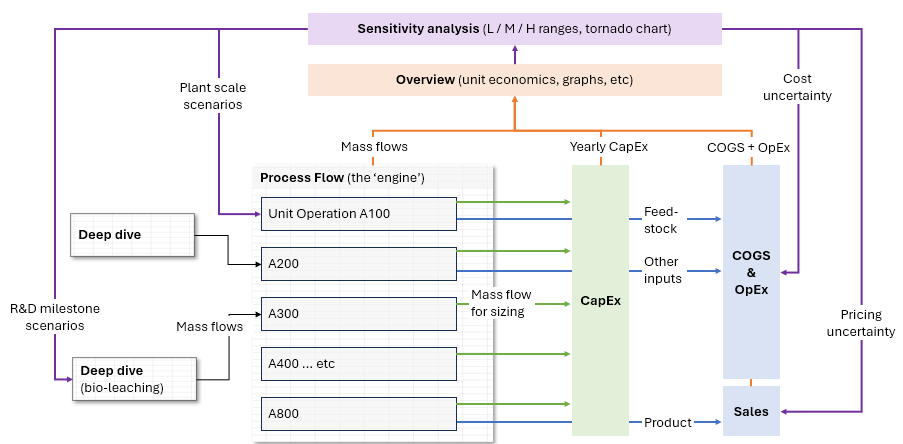 Sensitivity analysis (L / M / H ranges, tornado chart)
Overview (unit economics, graphs, etc)
Plant scale
scenarios
Cost
uncertainty
Mass flows
Yearly CapEx
COGS + OpEx
Process Flow (the ‘engine’)
Unit Operation A100
Feed-
stock
Deep dive
A200
Other
inputs
COGS
&
OpEx
Mass flow
for sizing
CapEx
R&D milestone
scenarios
Mass flows
A300
Pricing
uncertainty
Deep dive
(bio-leaching)
A400 ... etc
A800
Product
Sales